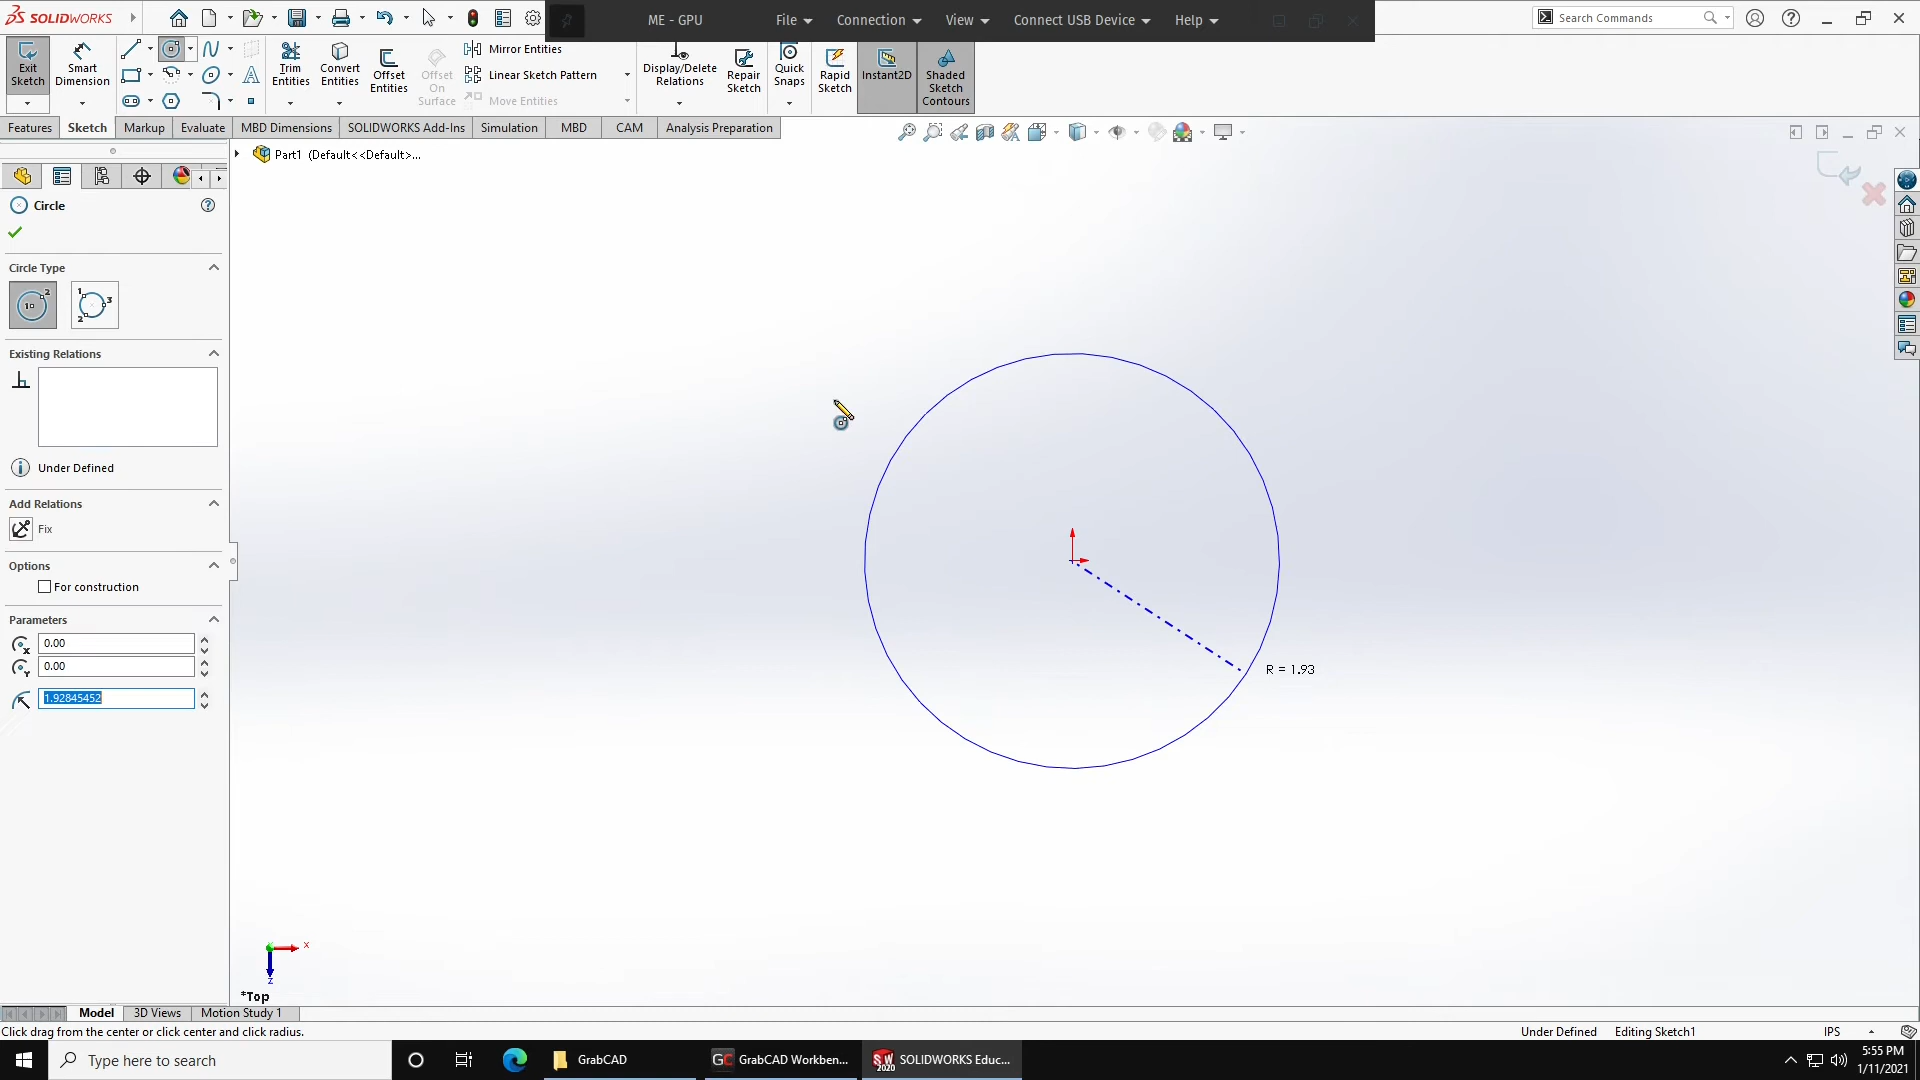 SOLIDWORKS
ME - GPU
File
Connection
View
Connect USB Device
Help
Search Commands
Exit Sketch
Smart Dimension
Trim Entities
Convert Entities
Offset Entities
Offset On Surface
Mirror Entities
Linear Sketch Pattern
Move Entities
Display/Delete Relations
Repair Sketch
Quick Snaps
Rapid Sketch
Instant2D
Shaded Sketch Contours
Features
Sketch
Markup
Evaluate
MBD Dimensions
SOLIDWORKS Add-Ins
Simulation
MBD
CAM
Analysis Preparation
Part1 (Default<<Default>...
Circle
Circle Type
Existing Relations
Under Defined
Add Relations
Fix
Options
For construction
Parameters
0.00
0.00
1.92845452
R = 1.93
x
z
*Top
Model
3D Views
Motion Study 1
Click drag from the center or click center and click radius.
Under Defined
Editing Sketch1
IPS
Type here to search
GrabCAD
GC
GrabCAD Workben...
SW 2020
SOLIDWORKS Educ...
5:55 PM
1/11/2021